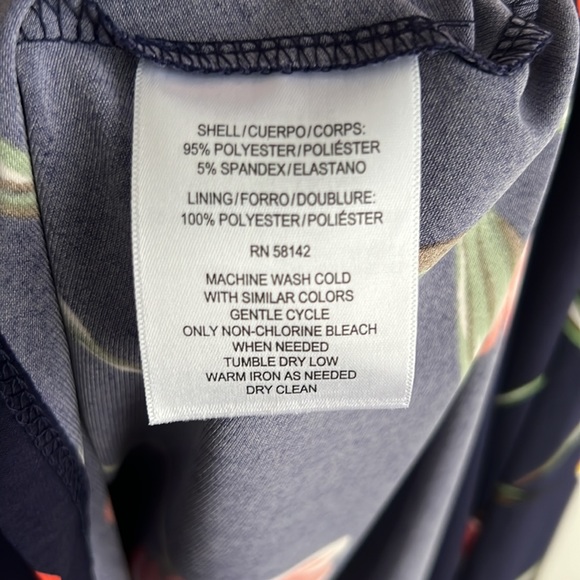 SHELL/CUERPO/CORPS:
95% POLYESTER/POLIÉSTER
5% SPANDEX/ELASTANO
LINING/FORRO/DOUBLURE:
100% POLYESTER/POLIÉSTER
RN 58142
MACHINE WASH COLD
WITH SIMILAR COLORS
GENTLE CYCLE
ONLY NON-CHLORINE BLEACH
WHEN NEEDED
TUMBLE DRY LOW
WARM IRON AS NEEDED
DRY CLEAN